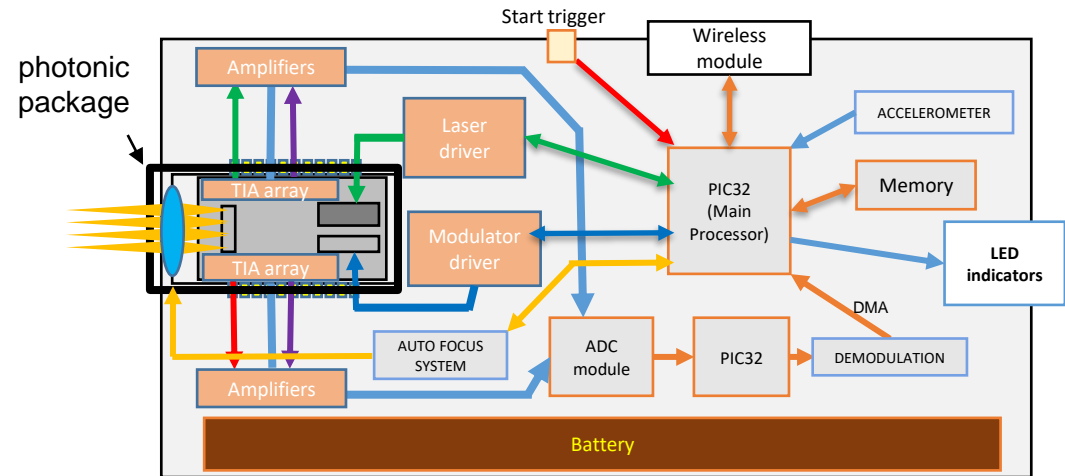 Start trigger
Wireless
module
photonic
package
Amplifiers
Laser
driver
ACCELEROMETER
TIA array
PIC32
(Main
Processor)
Memory
Modulator
driver
TIA array
LED
indicators
DMA
AUTO FOCUS
SYSTEM
ADC
module
PIC32
DEMODULATION
Amplifiers
Battery